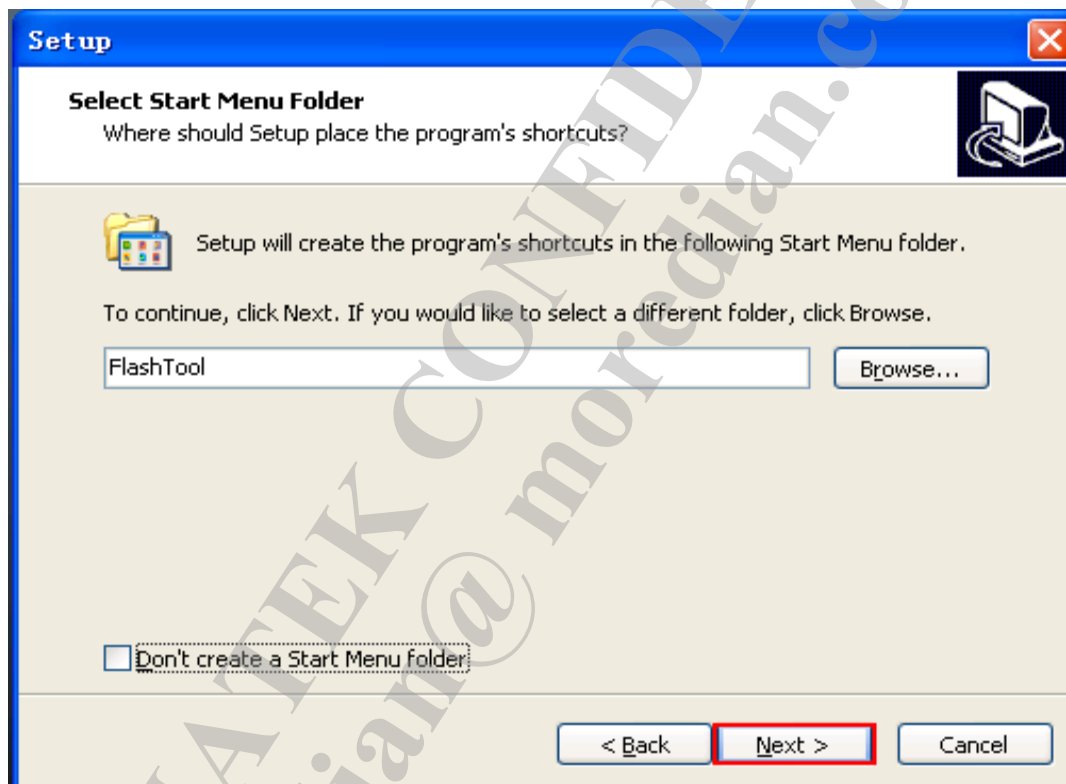 Setup
Select Start Menu Folder
Where should Setup place the program's shortcuts?
Setup will create the program's shortcuts in the following Start Menu folder.
To continue, click Next. If you would like to select a different folder, click Browse.
FlashTool
Browse...
Don't create a Start Menu folder
< Back
Next >
Cancel